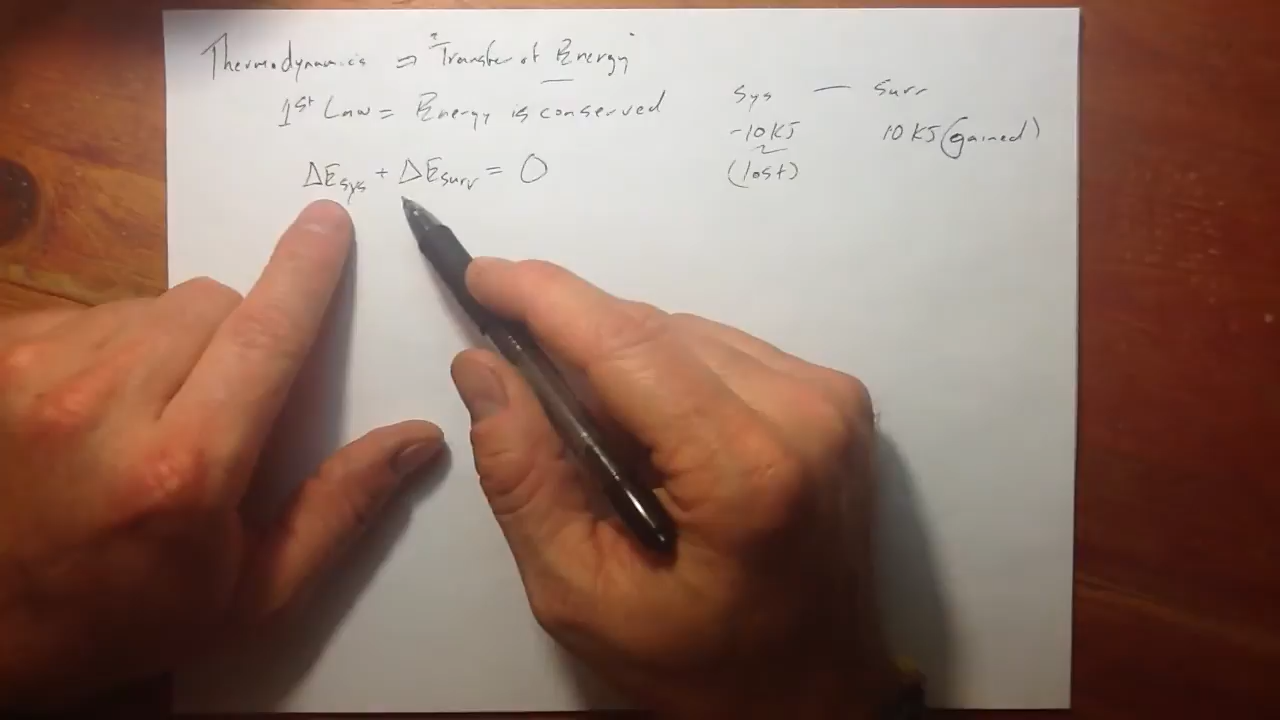 Thermodynamics ⇒ "Transfer of Energy"
1st Law = Energy is conserved
ΔEsys + ΔEsurr = 0
Sys — Surr
-10 KJ 10 KJ (gained)
(lost)